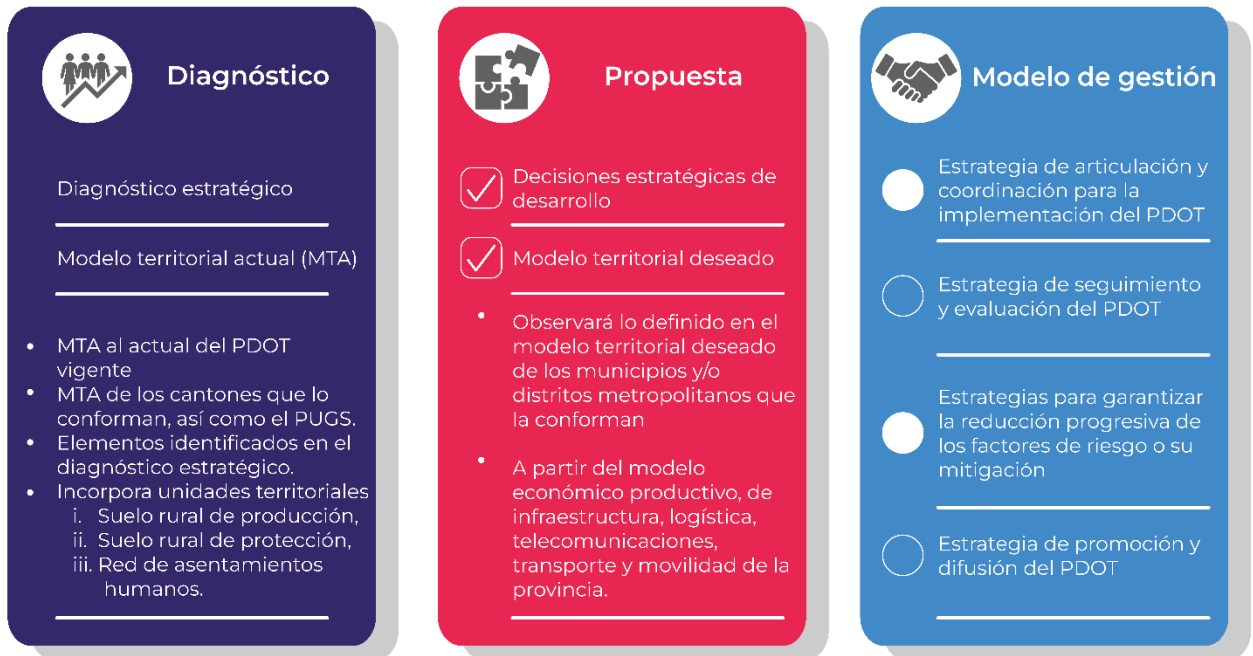 Diagnóstico
Diagnóstico estratégico
Modelo territorial actual (MTA)
• MTA al actual del PDOT
vigente
• MTA de los cantones que lo
conforman, así como el PUGS.
• Elementos identificados en el
diagnóstico estratégico.
• Incorpora unidades territoriales
i. Suelo rural de producción,
ii. Suelo rural de protección,
iii. Red de asentamientos
humanos.
Propuesta
Decisiones estratégicas de
desarrollo
Modelo territorial deseado
• Observará lo definido en el
modelo territorial deseado
de los municipios y/o
distritos metropolitanos que
la conforman
• A partir del modelo
económico productivo, de
infraestructura, logística,
telecomunicaciones,
transporte y movilidad de la
provincia.
Modelo de gestión
Estrategia de articulación y
coordinación para la
implementación del PDOT
Estrategia de seguimiento
y evaluación del PDOT
Estrategias para garantizar
la reducción progresiva de
los factores de riesgo o su
mitigación
Estrategia de promoción y
difusión del PDOT